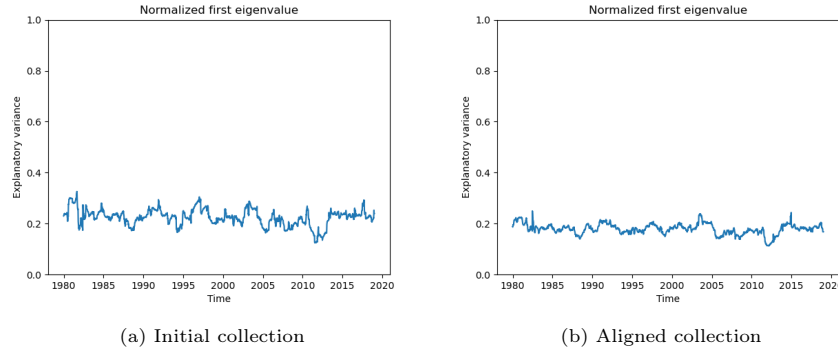 Normalized first eigenvalue
1.0
0.8
0.6
0.4
0.2
0.0
Explanatory variance
1980 1985 1990 1995 2000 2005 2010 2015 2020
Time
(a) Initial collection
Normalized first eigenvalue
1.0
0.8
0.6
0.4
0.2
0.0
Explanatory variance
1980 1985 1990 1995 2000 2005 2010 2015 2020
Time
(b) Aligned collection